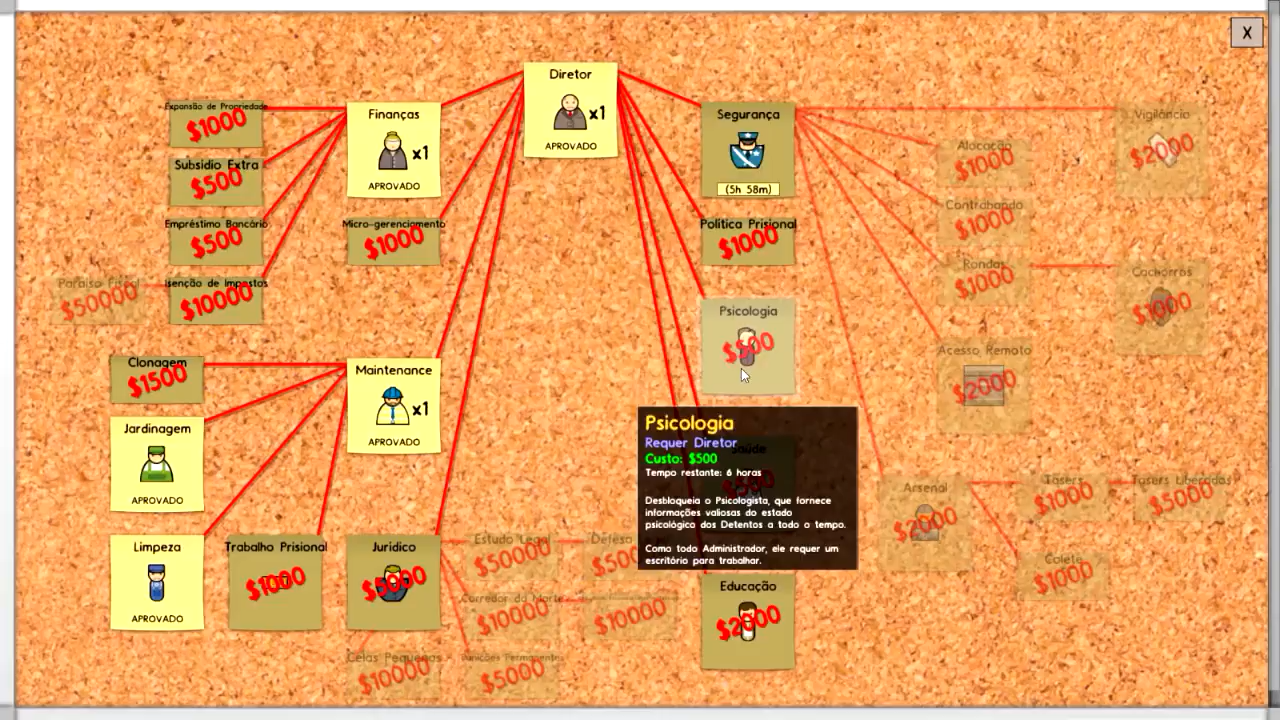 X
Diretor
x1
APROVADO
Expansão de Propriedade
$1000
Finanças
x1
APROVADO
Segurança
(5h 58m)
Vigilância
$2000
Subsidio Extra
$500
Alocação
$1000
Empréstimo Bancário
$500
Micro-gerenciamento
$1000
Política Prisional
$1000
Contrabando
$1000
Paraiso Fiscal
$50000
Isenção de Impostos
$10000
Rondas
$1000
Cachorros
$1000
Psicologia
$500
Acesso Remoto
$2000
Clonagem
$1500
Maintenance
x1
APROVADO
Jardinagem
APROVADO
Psicologia
Requer Diretor
Custo: $500
Tempo restante: 6 horas
Desbloqueia o Psicologista, que fornece
informações valiosas do estado
psicológico dos Detentos a todo o tempo.
Como todo Administrador, ele requer um
escritório para trabalhar.
Saúde
$500
Arsenal
$2000
Tasers
$1000
Tasers Liberados
$5000
Colete
$1000
Limpeza
APROVADO
Trabalho Prisional
$1000
Jurídico
$5000
Estudo Legal
$50000
Defesa
Corredor da Morte
$10000
$10000
Educação
$2000
Celas Pequenas
$10000
Punições Permanentes
$5000